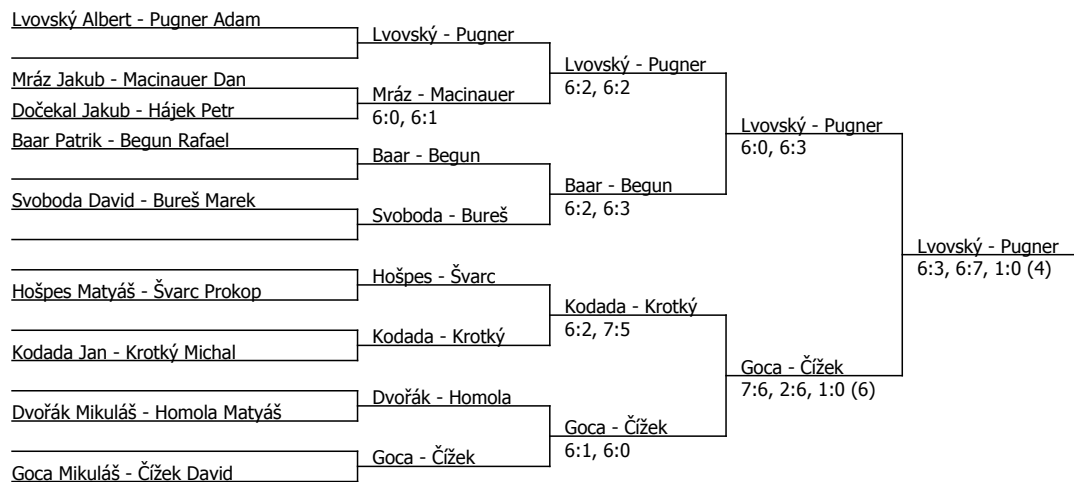 Lvovský Albert - Pugner Adam
Mráz Jakub - Macinauer Dan
Dočekal Jakub - Hájek Petr
Baar Patrik - Begun Rafael
Svoboda David - Bureš Marek
Hošpes Matyáš - Švarc Prokop
Kodada Jan - Krotký Michal
Dvořák Mikuláš - Homola Matyáš
Goca Mikuláš - Čížek David
Lvovský - Pugner
Mráz - Macinauer
6:0, 6:1
Baar - Begun
Svoboda - Bureš
Hošpes - Švarc
Kodada - Krotký
Dvořák - Homola
Goca - Čížek
Lvovský - Pugner
6:2, 6:2
Baar - Begun
6:2, 6:3
Kodada - Krotký
6:2, 7:5
Goca - Čížek
6:1, 6:0
Lvovský - Pugner
6:0, 6:3
Goca - Čížek
7:6, 2:6, 1:0 (6)
Lvovský - Pugner
6:3, 6:7, 1:0 (4)